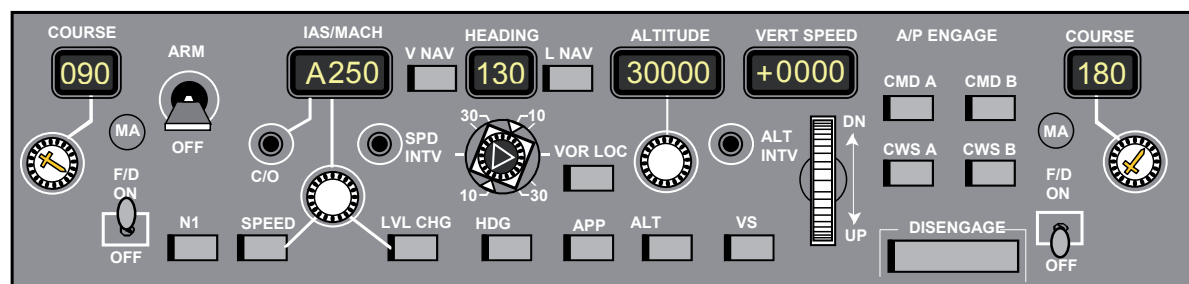 COURSE
ARM
IAS/MACH
V NAV
HEADING
L NAV
ALTITUDE
VERT SPEED
A/P ENGAGE
COURSE
090
A250
130
30000
+0000
180
CMD A
CMD B
MA
OFF
C/O
SPD
INTV
30
10
10
30
VOR LOC
ALT
INTV
DN
UP
CWS A
CWS B
MA
F/D
ON
OFF
N1
SPEED
LVL CHG
HDG
APP
ALT
VS
DISENGAGE
F/D
ON
OFF